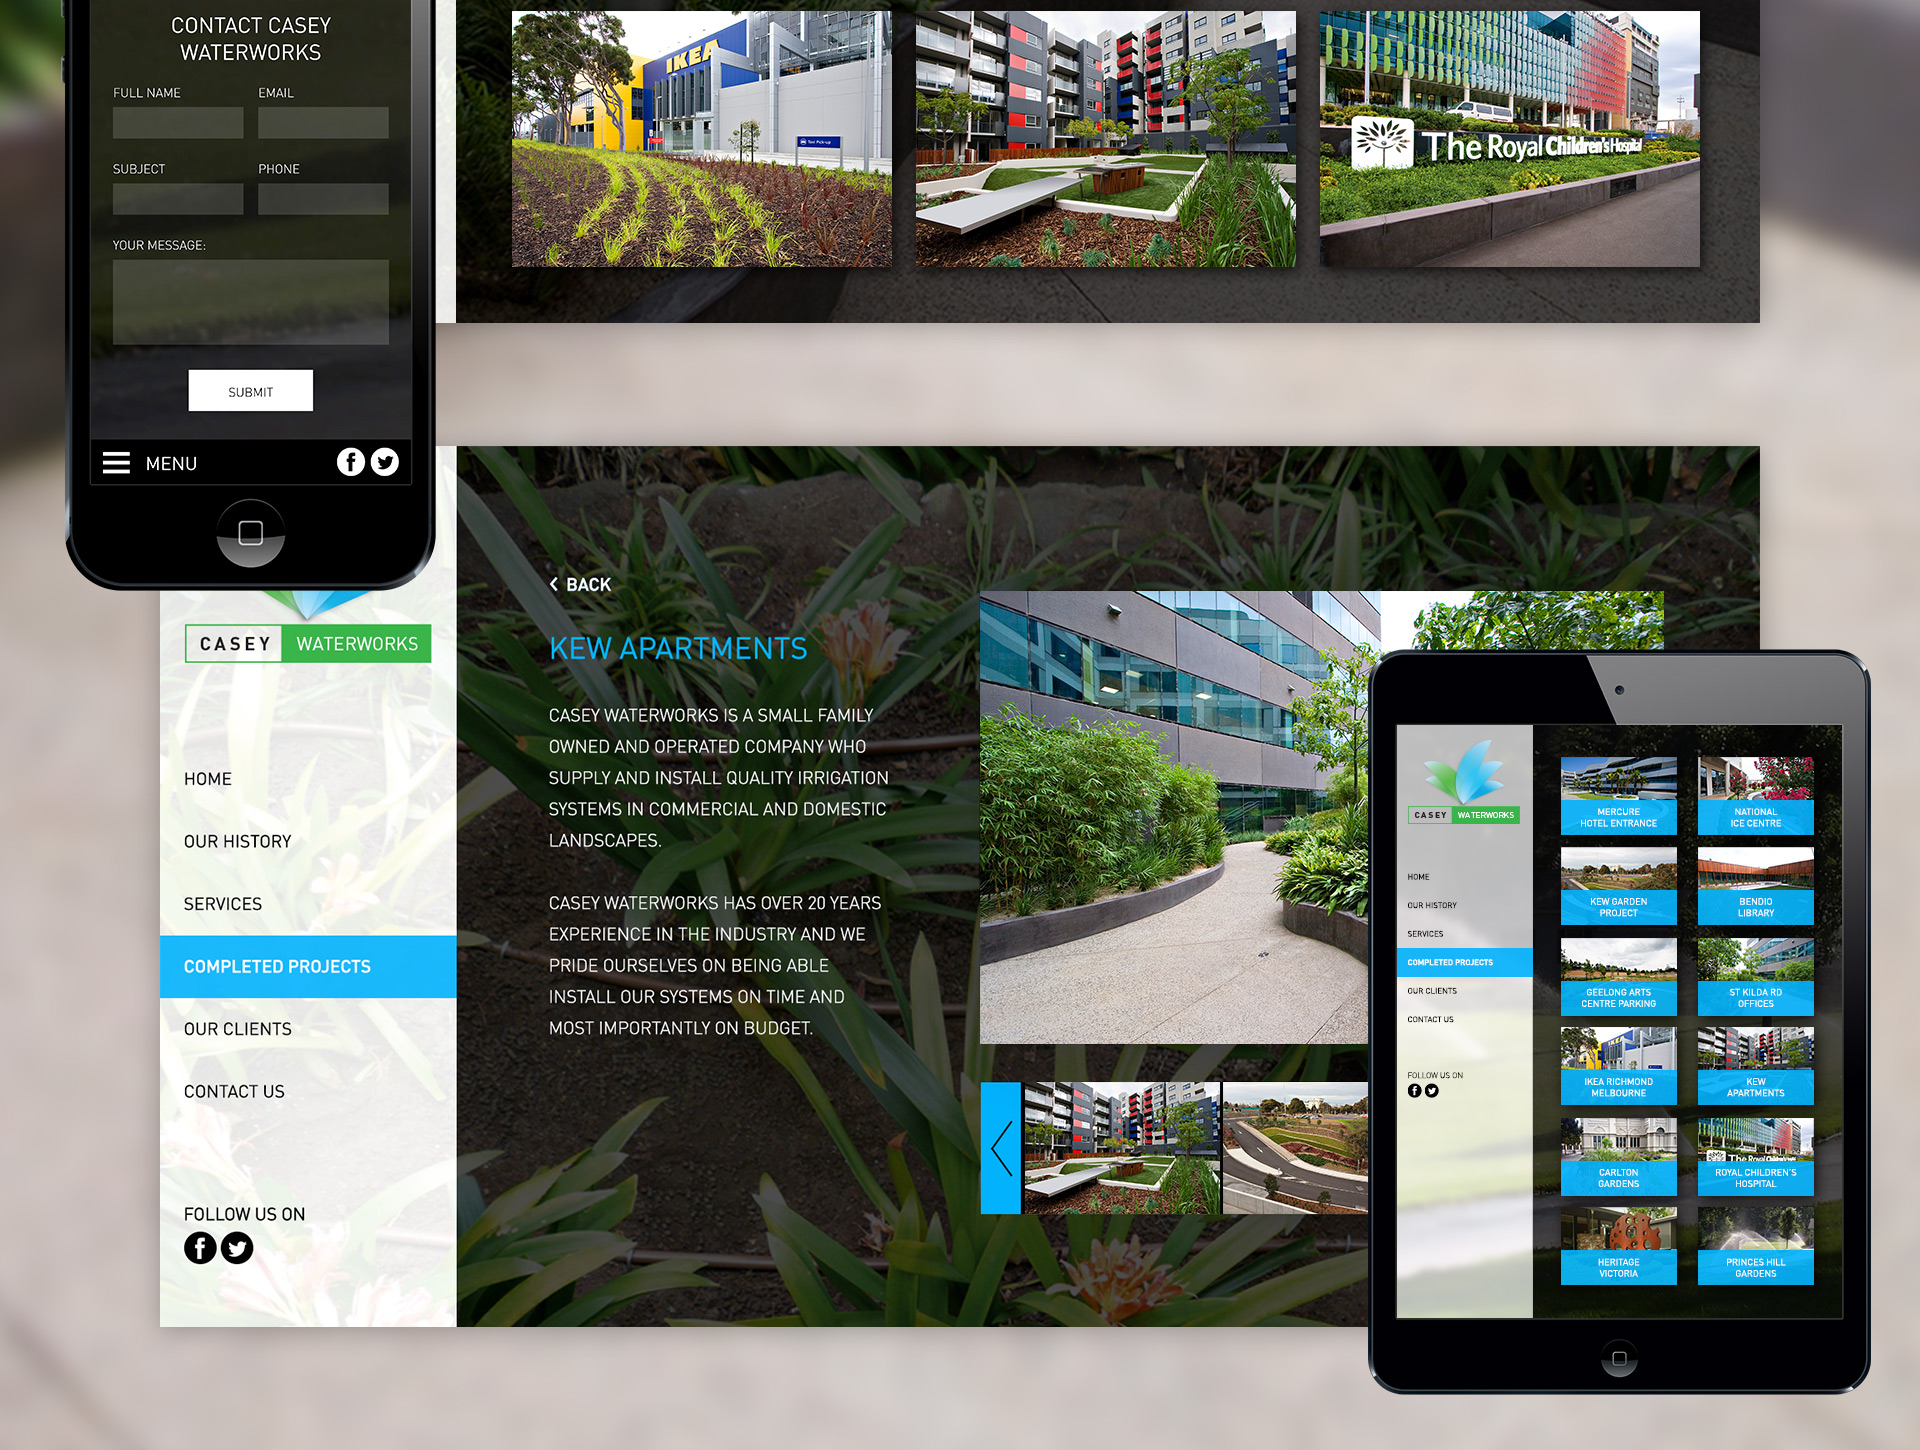 CONTACT CASEY
WATERWORKS
FULL NAME
EMAIL
SUBJECT
PHONE
YOUR MESSAGE:
SUBMIT
MENU
IKEA
Taxi Pick-up
The Royal Children's Hospital
CASEY WATERWORKS
HOME
OUR HISTORY
SERVICES
COMPLETED PROJECTS
OUR CLIENTS
CONTACT US
FOLLOW US ON
BACK
KEW APARTMENTS
CASEY WATERWORKS IS A SMALL FAMILY
OWNED AND OPERATED COMPANY WHO
SUPPLY AND INSTALL QUALITY IRRIGATION
SYSTEMS IN COMMERCIAL AND DOMESTIC
LANDSCAPES.
CASEY WATERWORKS HAS OVER 20 YEARS
EXPERIENCE IN THE INDUSTRY AND WE
PRIDE OURSELVES ON BEING ABLE
INSTALL OUR SYSTEMS ON TIME AND
MOST IMPORTANTLY ON BUDGET.
CASEY WATERWORKS
HOME
OUR HISTORY
SERVICES
COMPLETED PROJECTS
OUR CLIENTS
CONTACT US
FOLLOW US ON
MERCURE
HOTEL ENTRANCE
NATIONAL
ICE CENTRE
KEW GARDEN
PROJECT
BENDIO
LIBRARY
GEELONG ARTS
CENTRE PARKING
ST KILDA RD
OFFICES
IKEA
IKEA RICHMOND
MELBOURNE
KEW
APARTMENTS
CARLTON
GARDENS
The Royal
ROYAL CHILDREN'S
HOSPITAL
HERITAGE
VICTORIA
PRINCES HILL
GARDENS